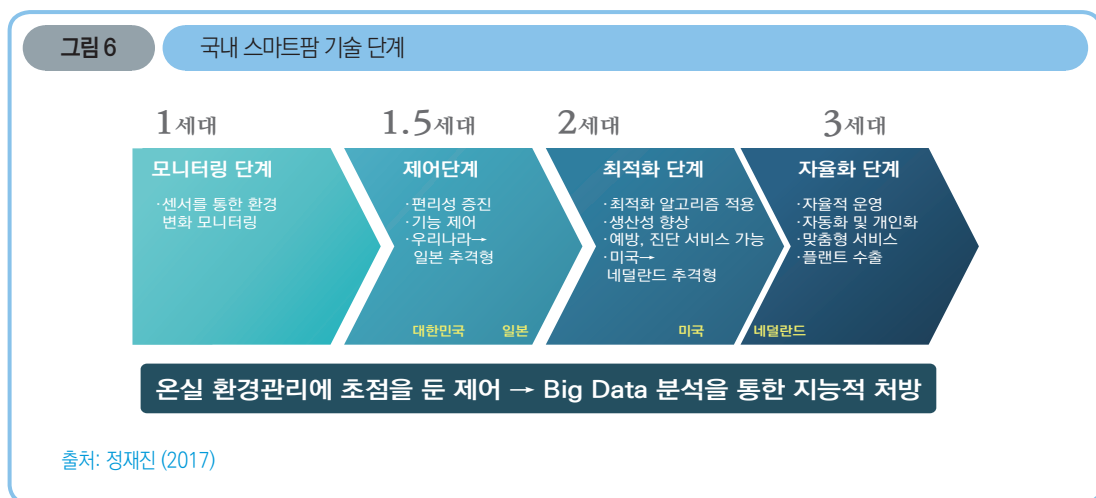 그림 6
국내 스마트팜 기술 단계
1세대
1.5세대
2세대
3세대
모니터링 단계
·센서를 통한 환경
변화 모니터링
제어단계
·편리성 증진
·기능 제어
·우리나라→
일본 추격형
대한민국 일본
최적화 단계
·최적화 알고리즘 적용
·생산성 향상
·예방, 진단 서비스 가능
·미국→
네덜란드 추격형
미국
네덜란드
자율화 단계
·자율적 운영
·자동화 및 개인화
·맞춤형 서비스
·플랜트 수출
온실 환경관리에 초점을 둔 제어 → Big Data 분석을 통한 지능적 처방
출처: 정재진 (2017)